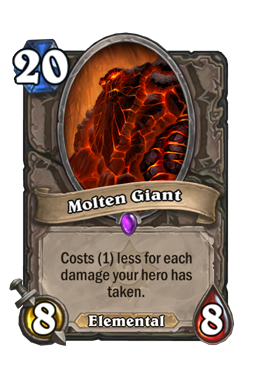 20
Molten Giant
Costs (1) less for each
damage your hero has
taken.
8
Elemental
8